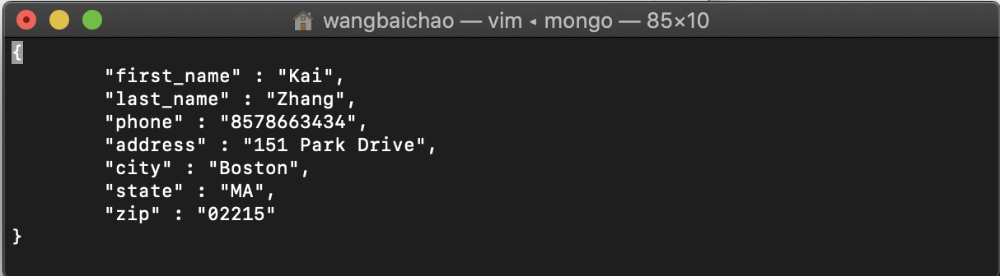 wangbaichao — vim ◂ mongo — 85×10
{
"first_name" : "Kai",
"last_name" : "Zhang",
"phone" : "8578663434",
"address" : "151 Park Drive",
"city" : "Boston",
"state" : "MA",
"zip" : "02215"
}